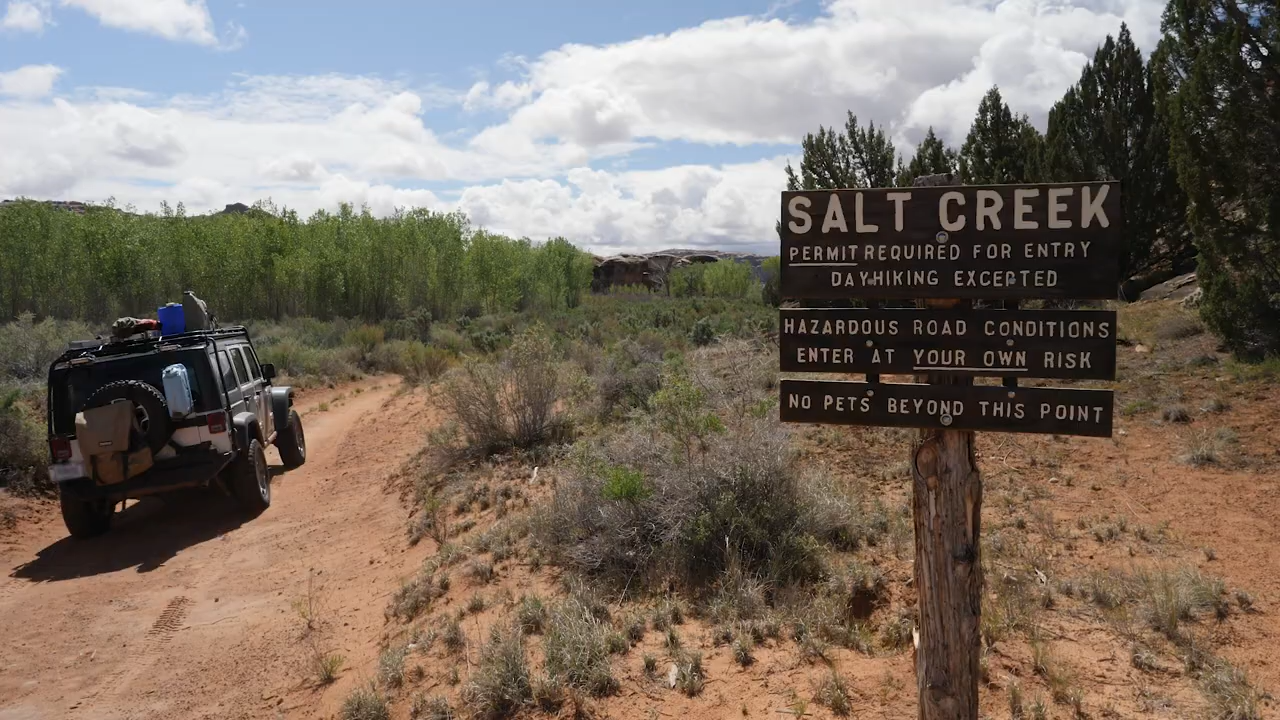 SALT CREEK
PERMIT REQUIRED FOR ENTRY
DAYHIKING EXCEPTED
HAZARDOUS ROAD CONDITIONS
ENTER AT YOUR OWN RISK
NO PETS BEYOND THIS POINT